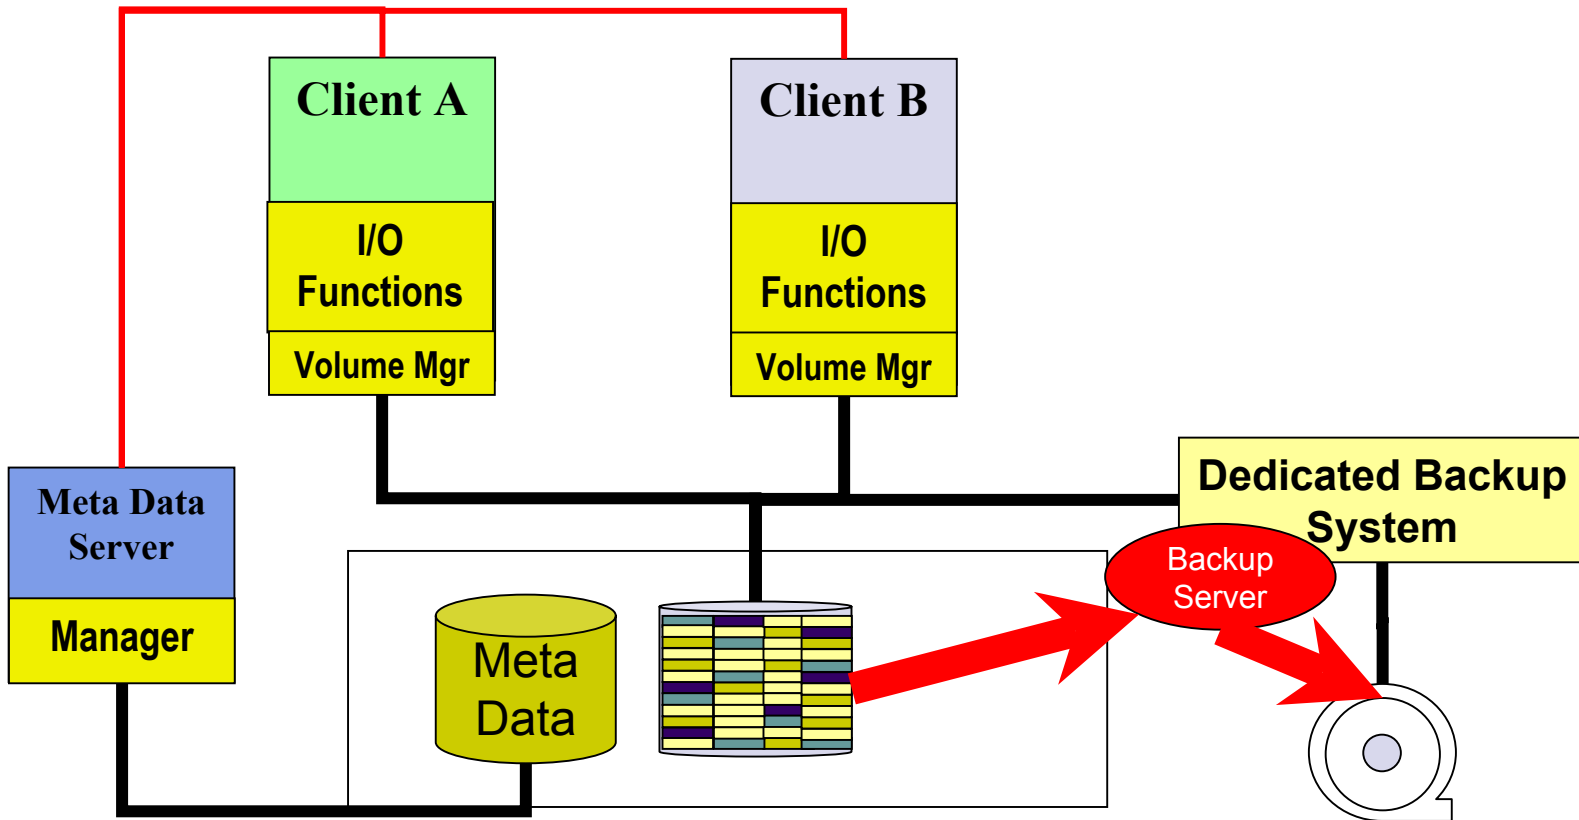 Client A
I/O
Functions
Volume Mgr
Client B
I/O
Functions
Volume Mgr
Meta Data
Server
Manager
Meta
Data
Dedicated Backup
System
Backup
Server